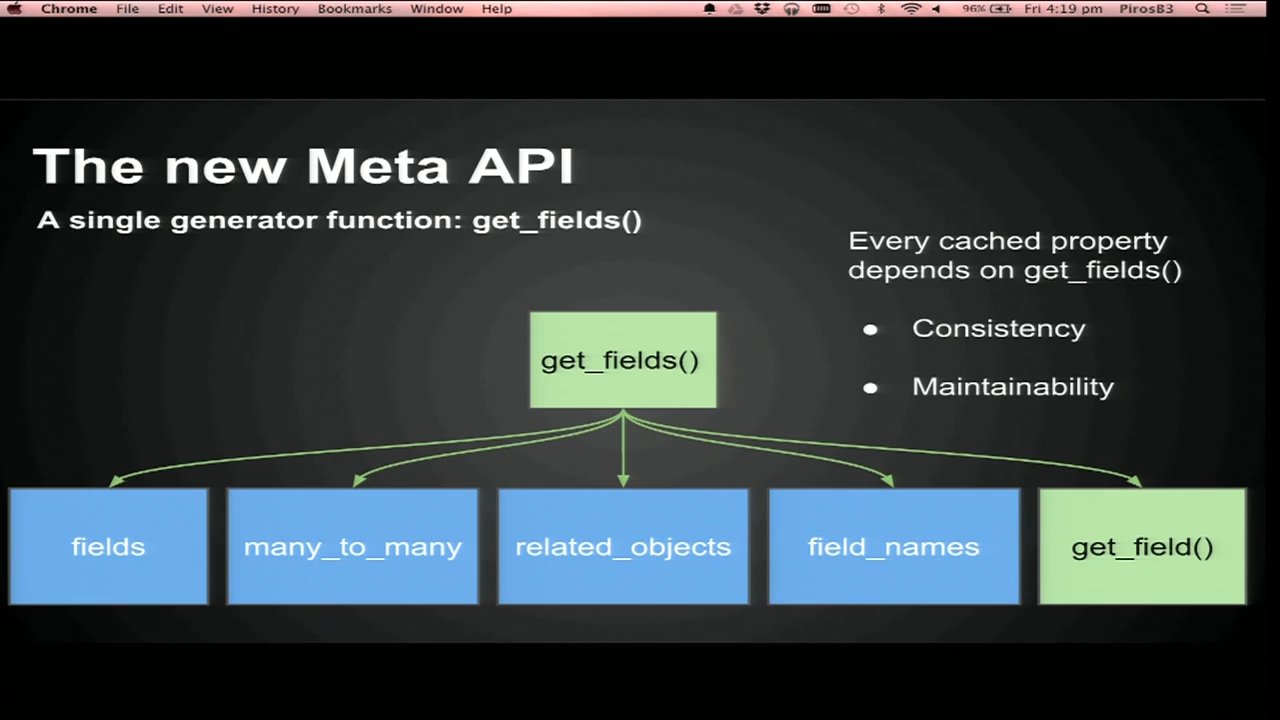 Chrome File Edit View History Bookmarks Window Help 96% Fri 4:19 pm PirosB3
The new Meta API
A single generator function: get_fields()
Every cached property
depends on get_fields()
● Consistency
● Maintainability
get_fields()
fields many_to_many related_objects field_names get_field()